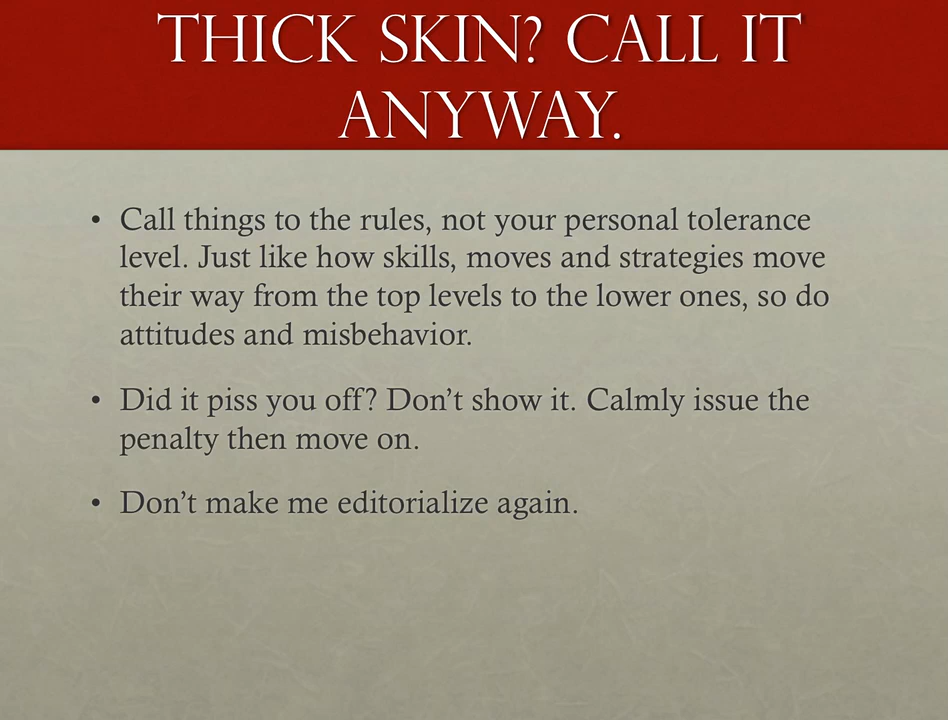 THICK SKIN? CALL IT
ANYWAY.
• Call things to the rules, not your personal tolerance
level. Just like how skills, moves and strategies move
their way from the top levels to the lower ones, so do
attitudes and misbehavior.
• Did it piss you off? Don’t show it. Calmly issue the
penalty then move on.
• Don’t make me editorialize again.